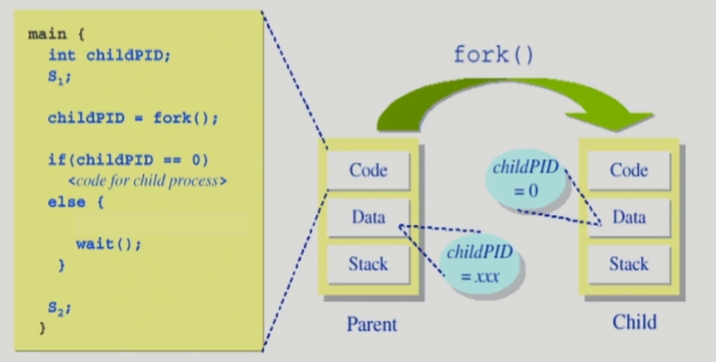 main {
int childPID;
S₁;
childPID = fork();
if(childPID == 0)
<code for child process>
else {
wait();
}
S₂;
}
fork()
Code
Data
Stack
Parent
childPID
= xxx
childPID
= 0
Code
Data
Stack
Child